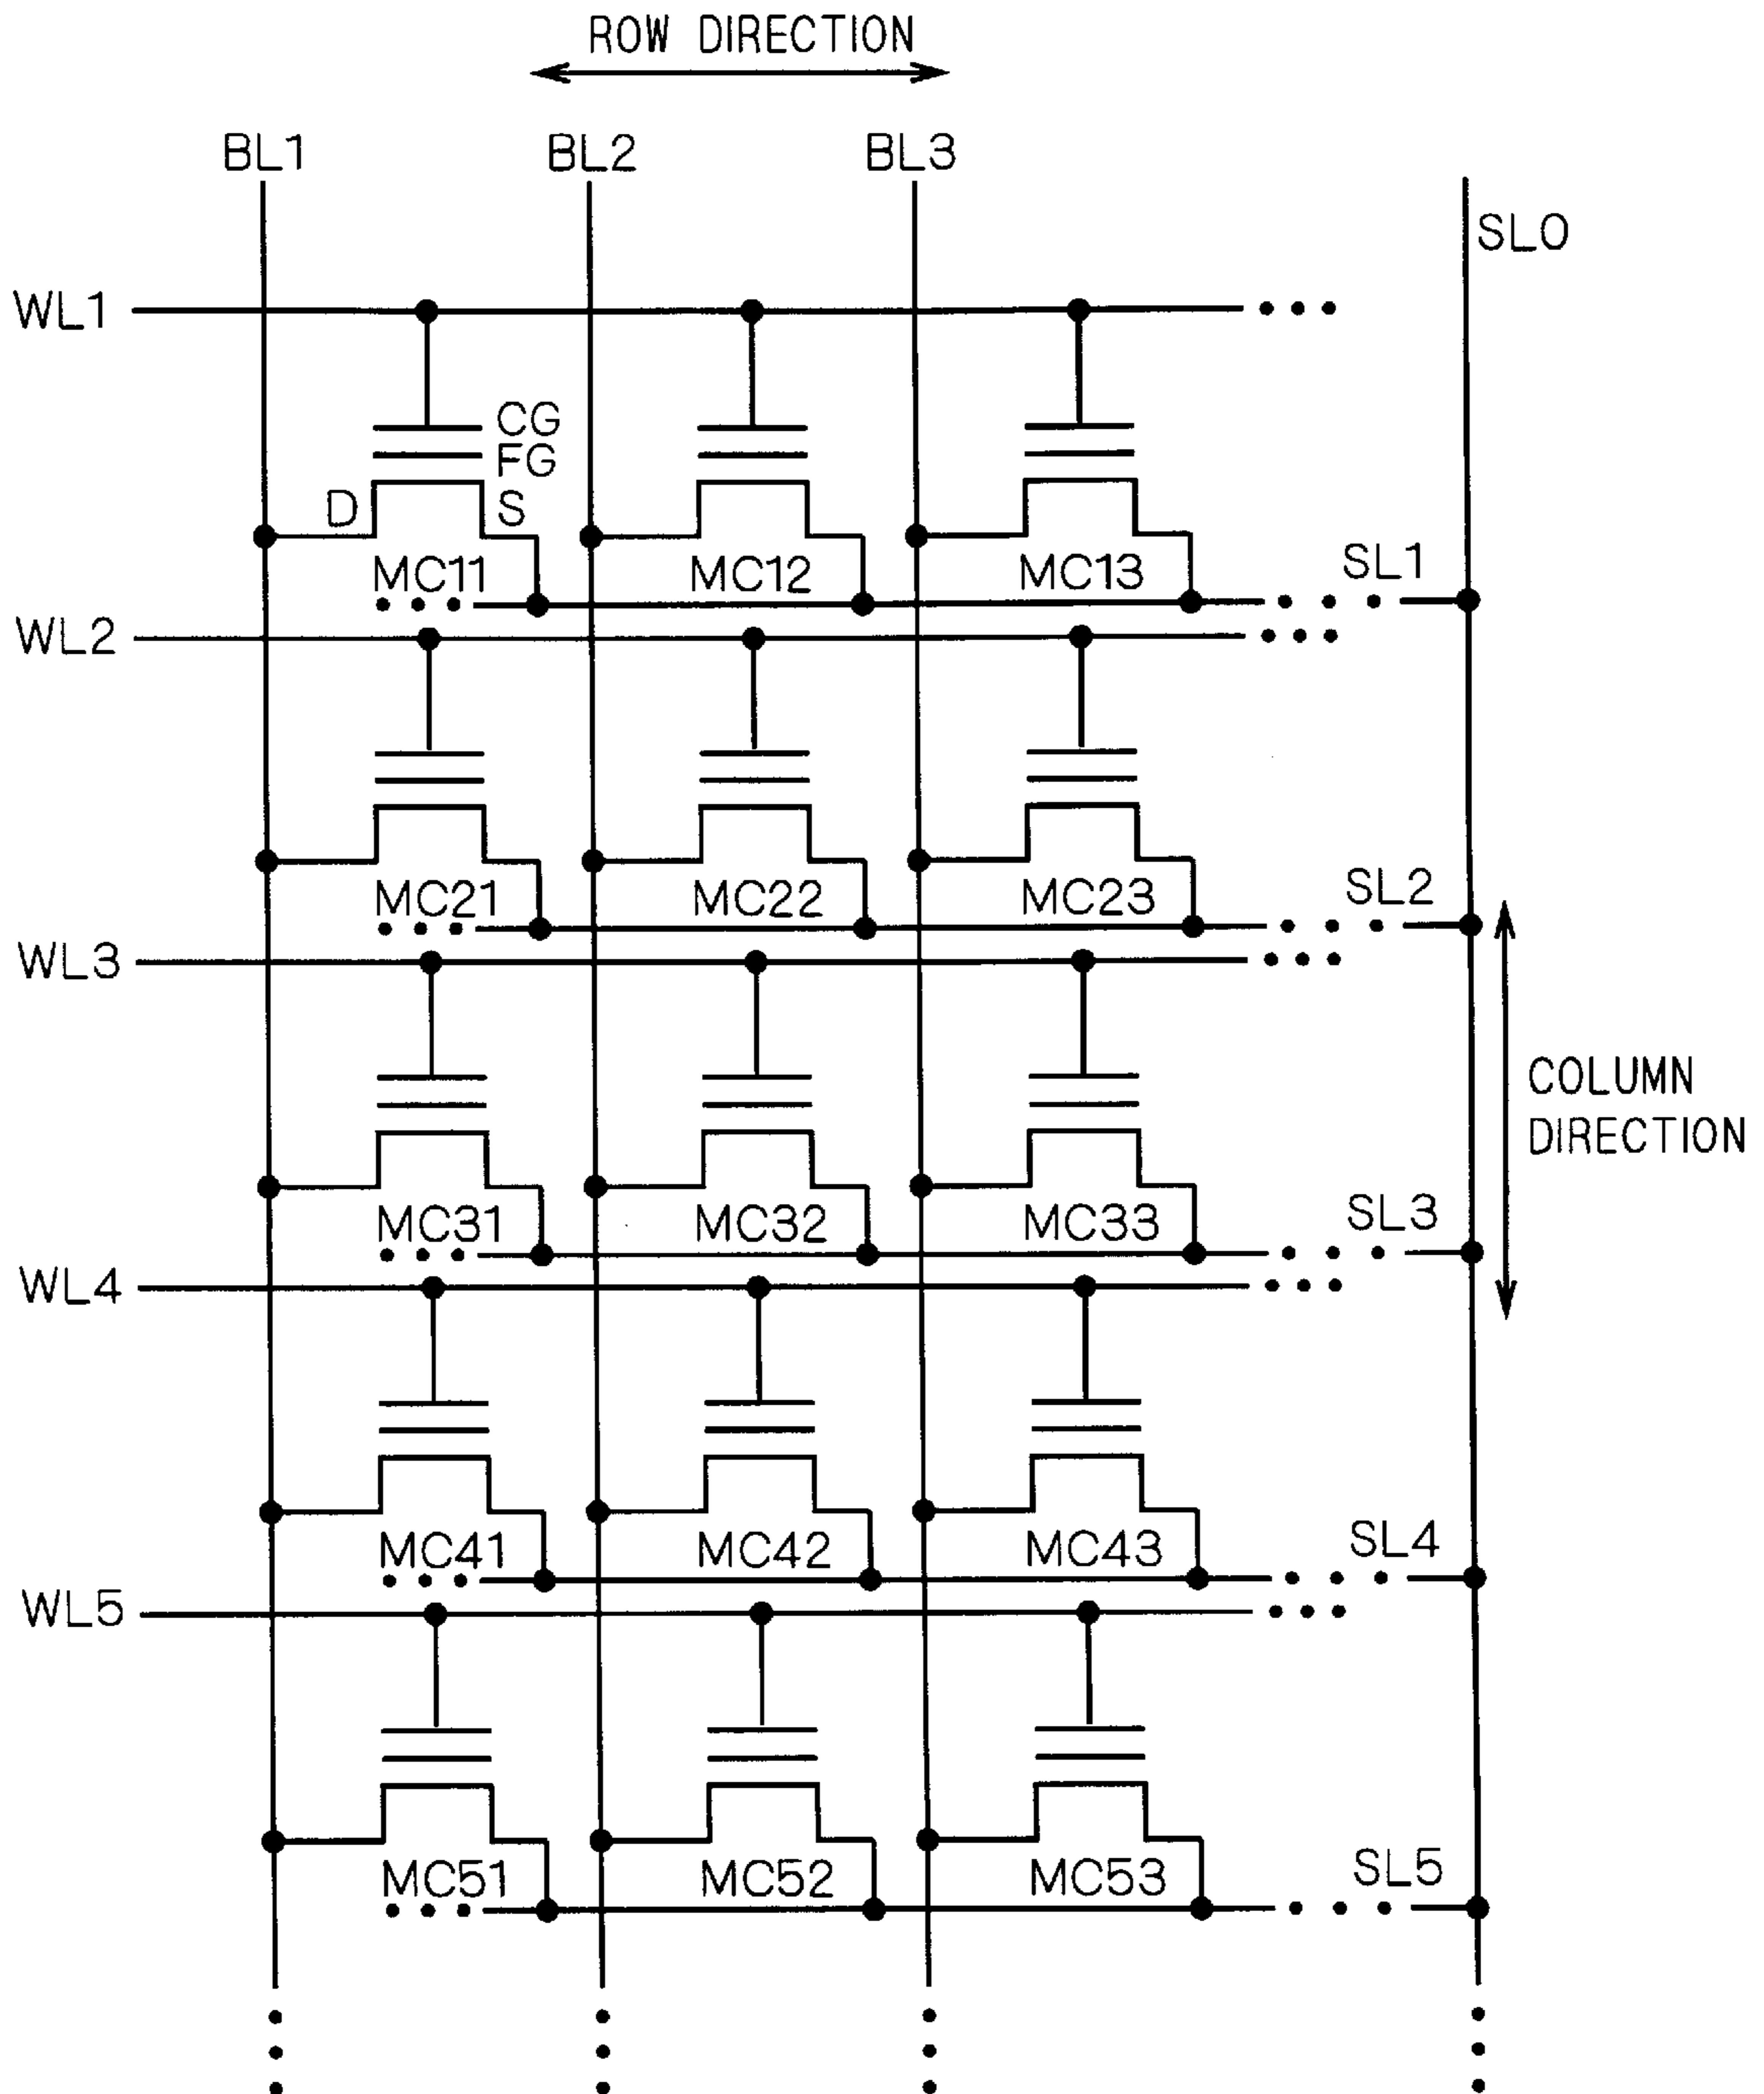 ROW DIRECTION
BL1 BL2 BL3
SL0
WL1
CG
FG
D S
MC11 MC12 MC13 SL1
WL2
MC21 MC22 MC23 SL2
WL3
COLUMN
DIRECTION
MC31 MC32 MC33 SL3
WL4
MC41 MC42 MC43 SL4
WL5
MC51 MC52 MC53 SL5